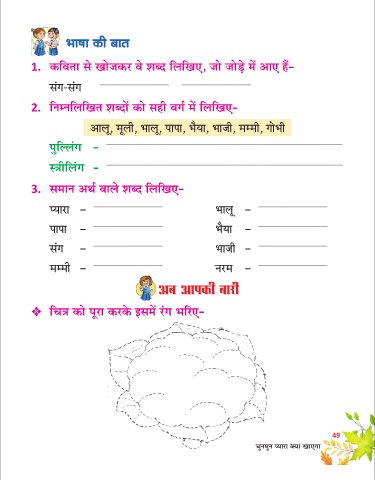 भाषा की बात
1. कविता से खोजकर वे शब्द लिखिए, जो जोड़े में आए हैं–
संग-संग
2. निम्नलिखित शब्दों को सही वर्ग में लिखिए–
आलू, मूली, भालू, पापा, भैया, भाजी, मम्मी, गोभी
पुल्लिंग –
स्त्रीलिंग –
3. समान अर्थ वाले शब्द लिखिए–
प्यारा – भालू –
पापा – भैया –
संग – भाजी –
मम्मी – नरम –
अब आपकी बारी
❖ चित्र को पूरा करके इसमें रंग भरिए–
49
चुनमुन प्यारा क्या खाएगा